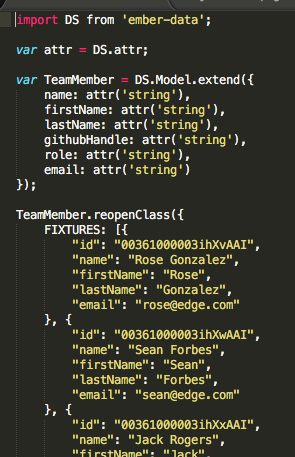 import DS from 'ember-data';
var attr = DS.attr;
var TeamMember = DS.Model.extend({
    name: attr('string'),
    firstName: attr('string'),
    lastName: attr('string'),
    githubHandle: attr('string'),
    role: attr('string'),
    email: attr('string')
});
TeamMember.reopenClass({
    FIXTURES: [{
        "id": "00361000003ihXvAAI",
        "name": "Rose Gonzalez",
        "firstName": "Rose",
        "lastName": "Gonzalez",
        "email": "rose@edge.com"
    }, {
        "id": "00361000003ihXwAAI",
        "name": "Sean Forbes",
        "firstName": "Sean",
        "lastName": "Forbes",
        "email": "sean@edge.com"
    }, {
        "id": "00361000003ihXxAAI",
        "name": "Jack Rogers",
        "firstName": "Jack",